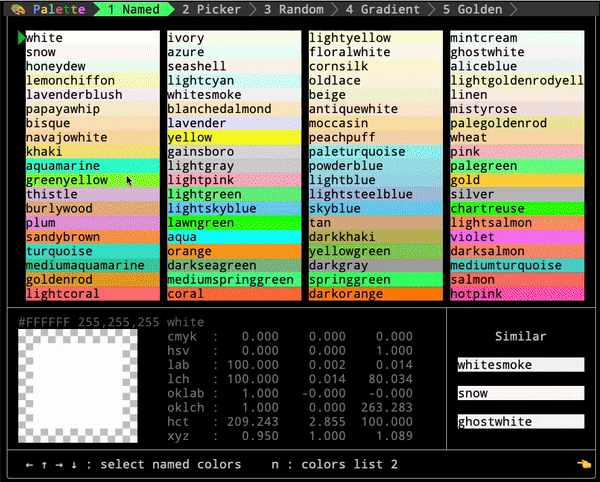 Palette 1 Named 2 Picker 3 Random 4 Gradient 5 Golden
white ivory lightyellow mintcream
snow azure floralwhite ghostwhite
honeydew seashell cornsilk aliceblue
lemonchiffon lightcyan oldlace lightgoldenrodyell
lavenderblush whitesmoke beige linen
papayawhip blanchedalmond antiquewhite mistyrose
bisque lavender moccasin palegoldenrod
navajowhite yellow peachpuff wheat
khaki gainsboro paleturquoise pink
aquamarine lightgray powderblue palegreen
greenyellow lightpink lightblue gold
thistle lightgreen lightsteelblue silver
burlywood lightskyblue skyblue chartreuse
plum lawngreen tan lightsalmon
sandybrown aqua darkkhaki violet
turquoise orange yellowgreen darksalmon
mediumaquamarine darkseagreen darkgray mediumturquoise
goldenrod mediumspringgreen springgreen salmon
lightcoral coral darkorange hotpink
#FFFFFF 255,255,255 white
cmyk : 0.000 0.000 0.000
hsv : 0.000 0.000 1.000
lab : 100.000 0.002 0.014
lch : 100.000 0.014 80.034
oklab : 1.000 -0.000 -0.000
oklch : 1.000 0.000 263.283
hct : 209.243 2.855 100.000
xyz : 0.950 1.000 1.089
Similar
whitesmoke
snow
ghostwhite
← ↑ → ↓ : select named colors n : colors list 2